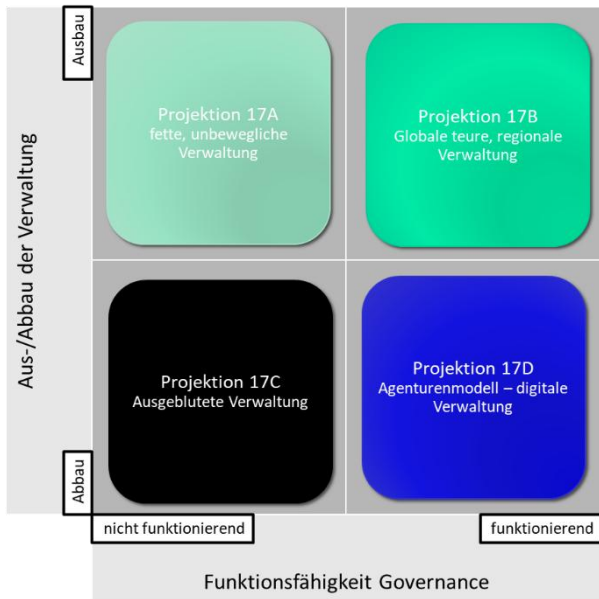 Ausbau
Projektion 17A
fette, unbewegliche
Verwaltung
Projektion 17B
Globale teure, regionale
Verwaltung
Aus-/Abbau der Verwaltung
Projektion 17C
Ausgeblutete Verwaltung
Projektion 17D
Agenturenmodell – digitale
Verwaltung
Abbau
nicht funktionierend
funktionierend
Funktionsfähigkeit Governance